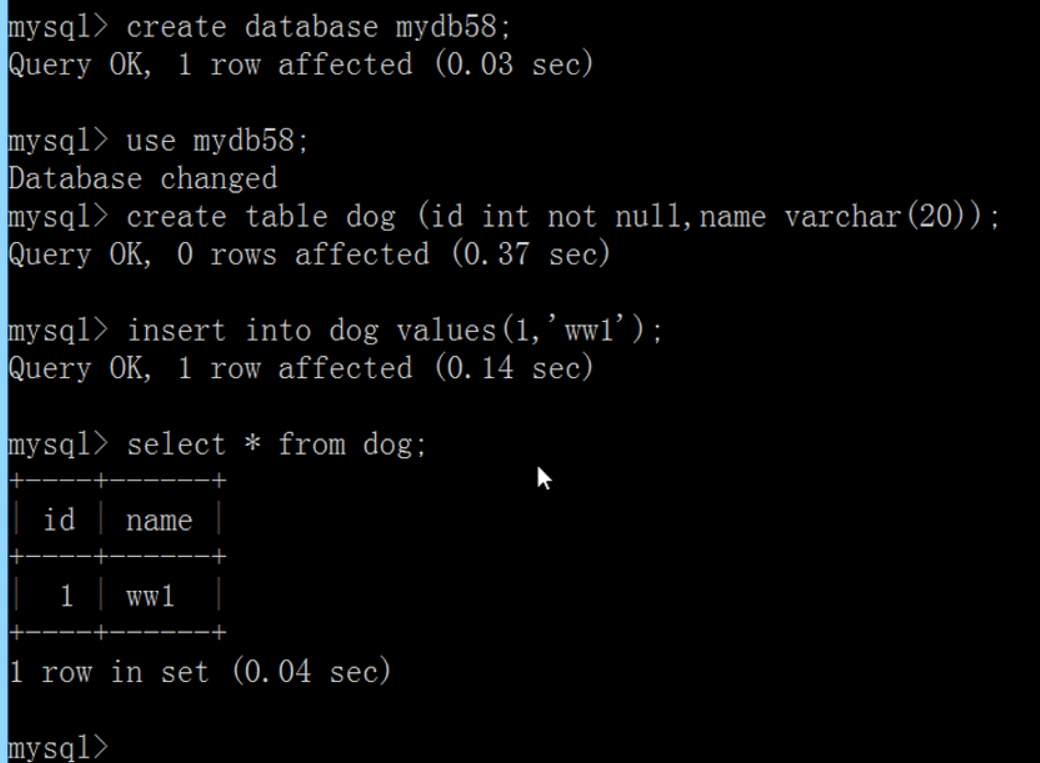 mysql> create database mydb58;
Query OK, 1 row affected (0.03 sec)
mysql> use mydb58;
Database changed
mysql> create table dog (id int not null,name varchar(20));
Query OK, 0 rows affected (0.37 sec)
mysql> insert into dog values(1,'ww1');
Query OK, 1 row affected (0.14 sec)
mysql> select * from dog;
+----+------+
| id | name |
+----+------+
|  1 | ww1  |
+----+------+
1 row in set (0.04 sec)
mysql>